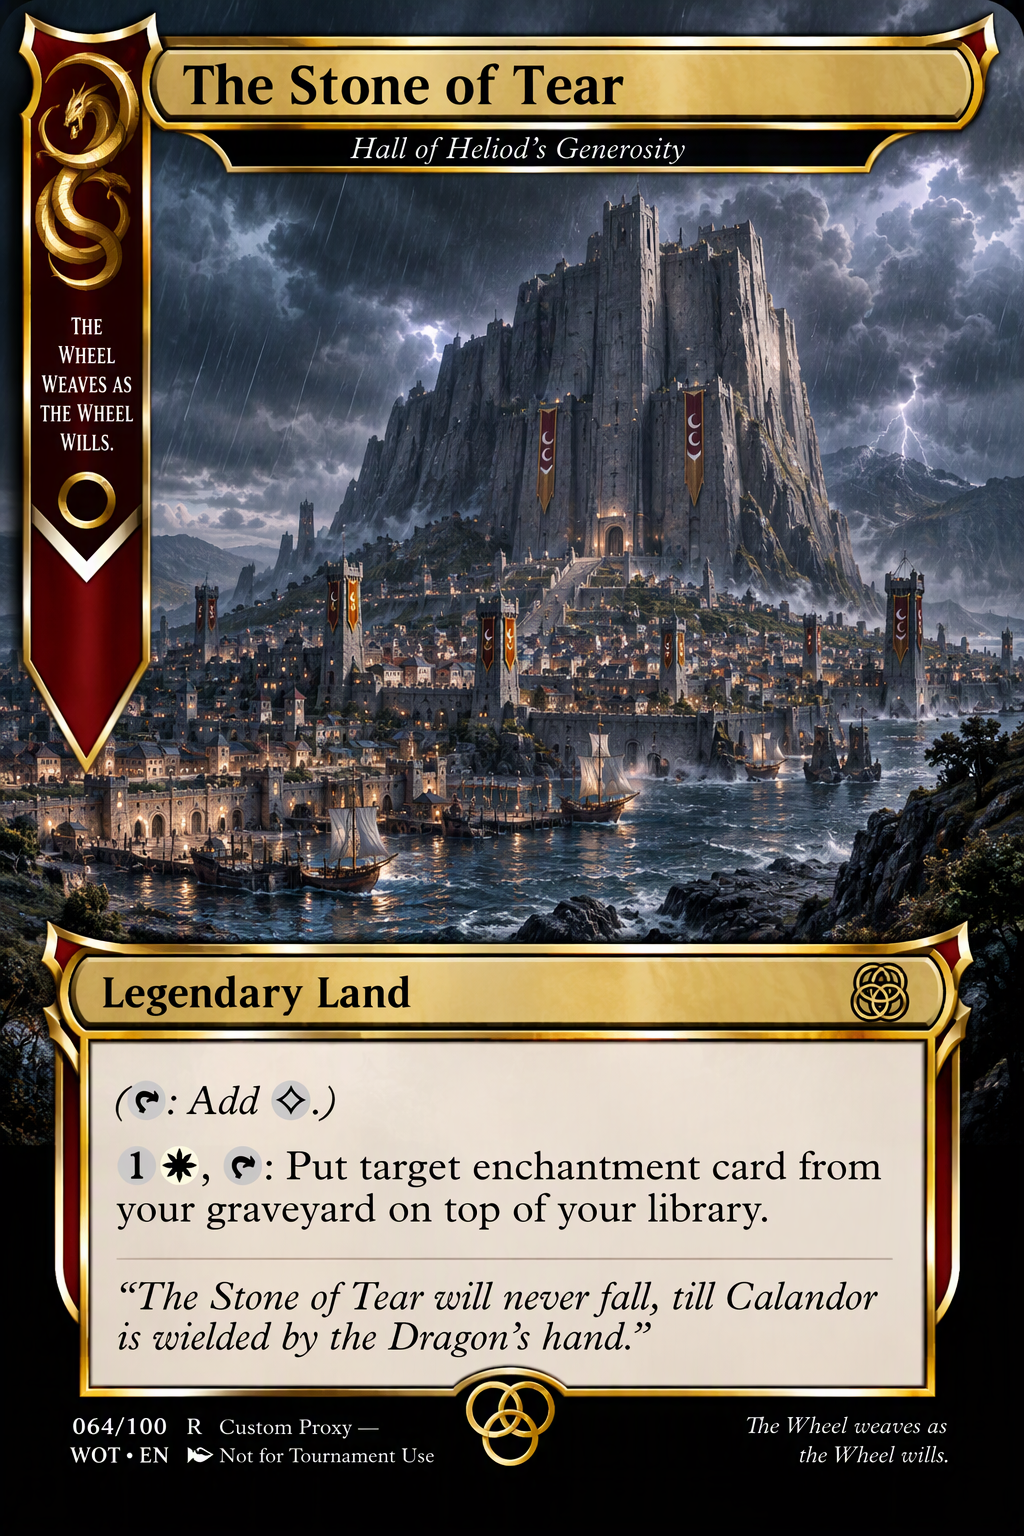 The Stone of Tear
Hall of Heliod's Generosity
THE
WHEEL
WEAVES AS
THE WHEEL
WILLS.
Legendary Land
(: Add .)
1, : Put target enchantment card from
your graveyard on top of your library.
“The Stone of Tear will never fall, till Calandor
is wielded by the Dragon's hand.”
064/100 R Custom Proxy —
WOT • EN Not for Tournament Use
The Wheel weaves as
the Wheel wills.